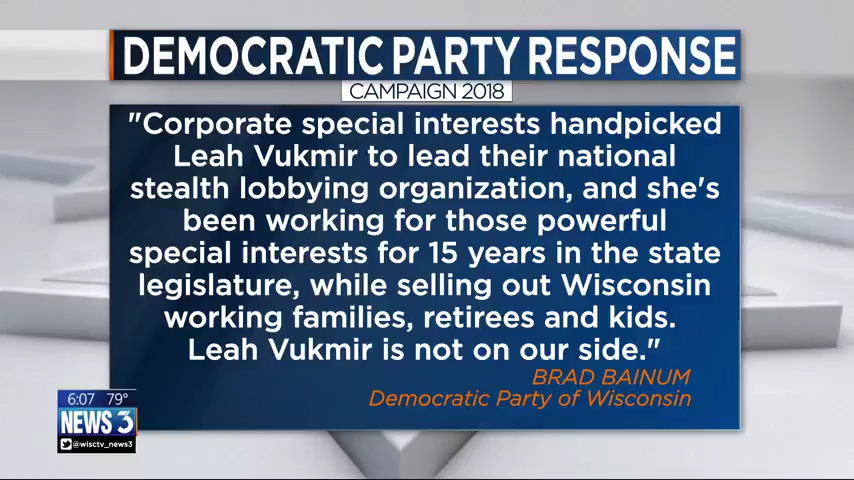 DEMOCRATIC PARTY RESPONSE
CAMPAIGN 2018
"Corporate special interests handpicked
Leah Vukmir to lead their national
stealth lobbying organization, and she's
been working for those powerful
special interests for 15 years in the state
legislature, while selling out Wisconsin
working families, retirees and kids.
Leah Vukmir is not on our side."
BRAD BAINUM
Democratic Party of Wisconsin
6:07 79°
NEWS 3
@wisctv_news3